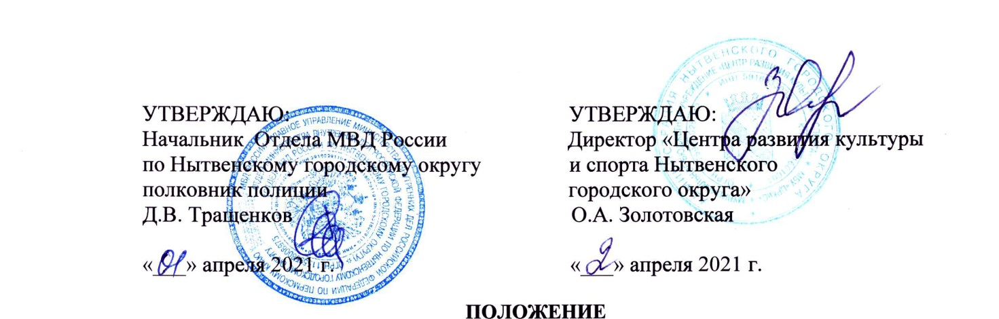 УТВЕРЖДАЮ:
Начальник Отдела МВД России
по Нытвенскому городскому округу
полковник полиции
Д.В. Тращенков
«01» апреля 2021 г.
УТВЕРЖДАЮ:
Директор «Центра развития культуры
и спорта Нытвенского
городского округа»
О.А. Золотовская
«2» апреля 2021 г.
ПОЛОЖЕНИЕ